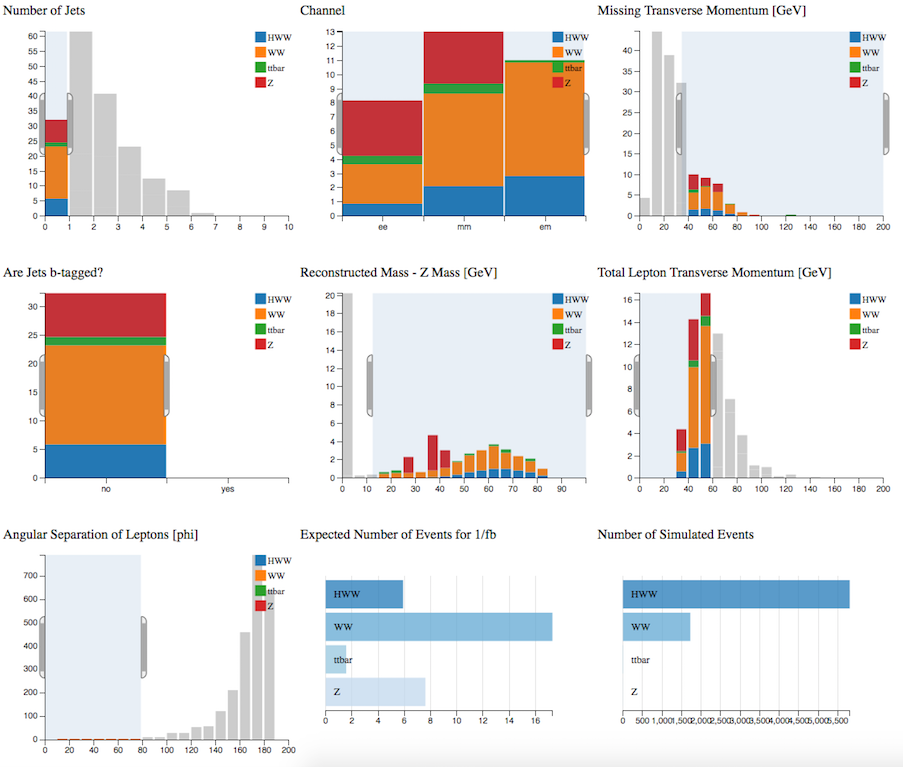 Number of Jets
60
55
50
45
40
35
30
25
20
15
10
5
0
0 1 2 3 4 5 6 7 8 9 10
HWW
WW
ttbar
Z
Channel
13
12
11
10
9
8
7
6
5
4
3
2
1
0
ee mm em
HWW
WW
ttbar
Z
Missing Transverse Momentum [GeV]
40
35
30
25
20
15
10
5
0
0 20 40 60 80 100 120 140 160 180 200
HWW
WW
ttbar
Z
Are Jets b-tagged?
30
25
20
15
10
5
0
no yes
HWW
WW
ttbar
Z
Reconstructed Mass - Z Mass [GeV]
20
18
16
14
12
10
8
6
4
2
0
0 10 20 30 40 50 60 70 80 90
HWW
WW
ttbar
Z
Total Lepton Transverse Momentum [GeV]
16
14
12
10
8
6
4
2
0
0 20 40 60 80 100 120 140 160 180 200
HWW
WW
ttbar
Z
Angular Separation of Leptons [phi]
700
600
500
400
300
200
100
0
0 20 40 60 80 100 120 140 160 180 200
HWW
WW
ttbar
Z
Expected Number of Events for 1/fb
HWW
WW
ttbar
Z
0 2 4 6 8 10 12 14 16
Number of Simulated Events
HWW
WW
ttbar
Z
0 500 1,000 1,500 2,000 2,500 3,000 3,500 4,000 4,500 5,000 5,500